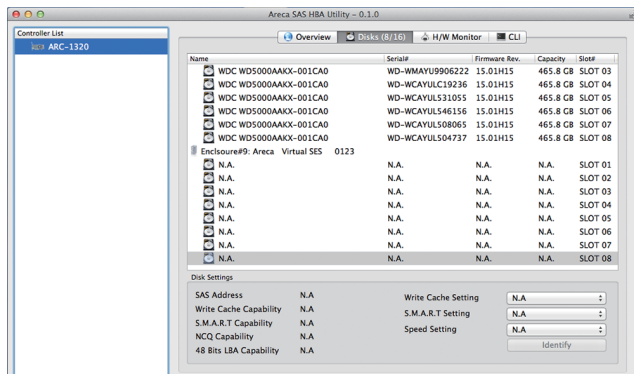 Areca SAS HBA Utility – 0.1.0
Controller List
ARC-1320
Overview Disks (8/16) H/W Monitor CLI
Name Serial# Firmware Rev. Capacity Slot#
WDC WD5000AAKX-001CA0 WD-WMAYU9906222 15.01H15 465.8 GB SLOT 03
WDC WD5000AAKX-001CA0 WD-WCAYULC19236 15.01H15 465.8 GB SLOT 04
WDC WD5000AAKX-001CA0 WD-WCAYUL531055 15.01H15 465.8 GB SLOT 05
WDC WD5000AAKX-001CA0 WD-WCAYUL546156 15.01H15 465.8 GB SLOT 06
WDC WD5000AAKX-001CA0 WD-WCAYUL508065 15.01H15 465.8 GB SLOT 07
WDC WD5000AAKX-001CA0 WD-WCAYUL504737 15.01H15 465.8 GB SLOT 08
Enclsoure#9: Areca Virtual SES 0123
N.A. N.A. N.A. N.A. SLOT 01
N.A. N.A. N.A. N.A. SLOT 02
N.A. N.A. N.A. N.A. SLOT 03
N.A. N.A. N.A. N.A. SLOT 04
N.A. N.A. N.A. N.A. SLOT 05
N.A. N.A. N.A. N.A. SLOT 06
N.A. N.A. N.A. N.A. SLOT 07
N.A. N.A. N.A. N.A. SLOT 08
Disk Settings
SAS Address N.A Write Cache Setting N.A
Write Cache Capability N.A S.M.A.R.T Setting N.A
S.M.A.R.T Capability N.A Speed Setting N.A
NCQ Capability N.A Identify
48 Bits LBA Capability N.A